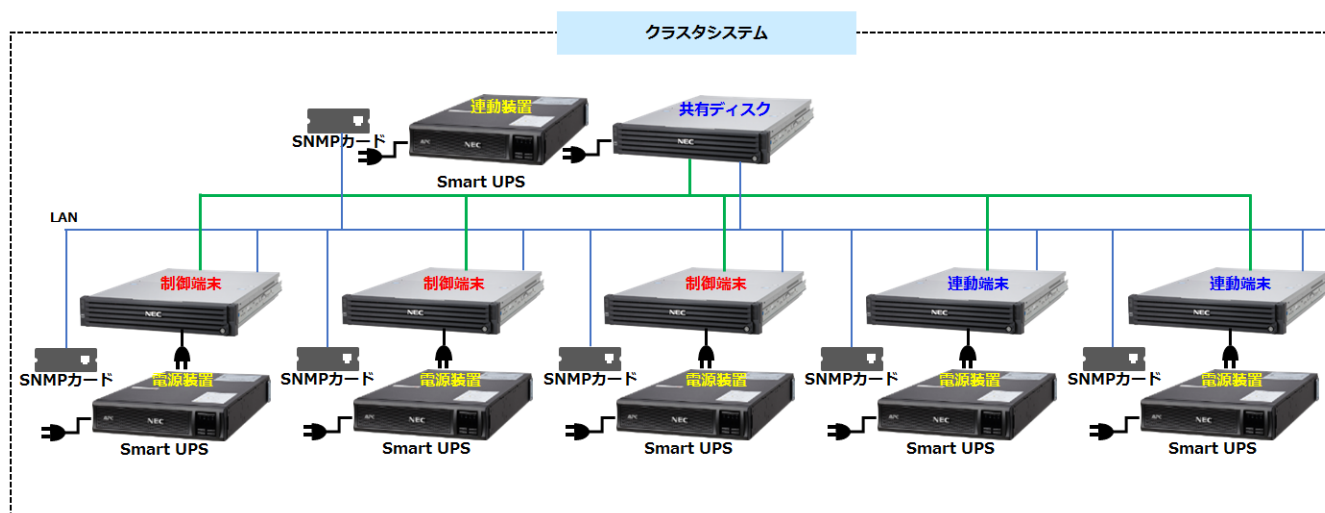 クラスタシステム
連動装置
共有ディスク
SNMPカード
APC
NEC
NEC
Smart UPS
LAN
制御端末
制御端末
制御端末
連動端末
連動端末
NEC
NEC
NEC
NEC
NEC
SNMPカード
SNMPカード
SNMPカード
SNMPカード
SNMPカード
電源装置
電源装置
電源装置
電源装置
電源装置
APC
NEC
APC
NEC
APC
NEC
APC
NEC
APC
NEC
Smart UPS
Smart UPS
Smart UPS
Smart UPS
Smart UPS